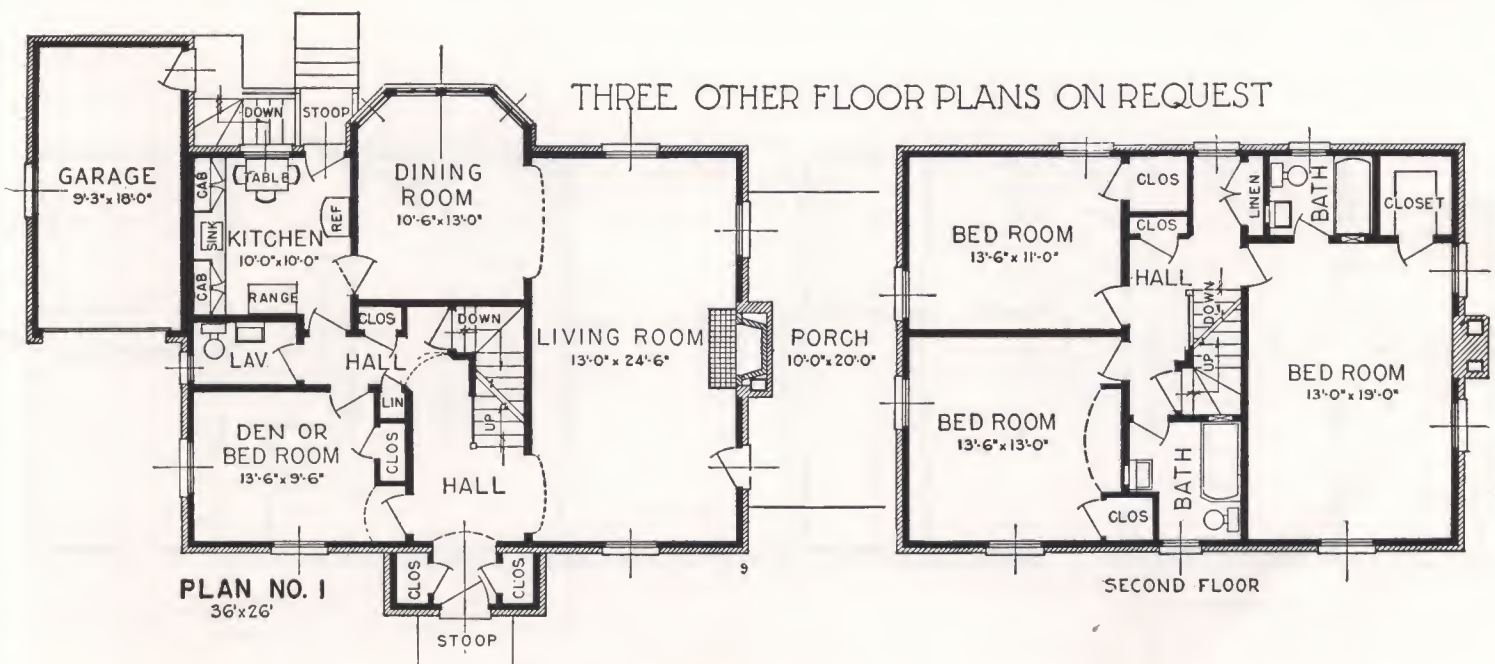 THREE OTHER FLOOR PLANS ON REQUEST
GARAGE
9'-3" x 18'-0"
DOWN
STOOP
CAB
TABLE
SINK
REF
KITCHEN
10'-0" x 10'-0"
CAB
RANGE
DINING
ROOM
10'-6" x 13'-0"
CLOS
DOWN
LAV.
HALL
LIN
LIVING ROOM
13'-0" x 24'-6"
PORCH
10'-0" x 20'-0"
UP
DEN OR
BED ROOM
13'-6" x 9'-6"
CLOS
HALL
CLOS
CLOS
STOOP
PLAN NO. 1
36' x 26'
9
BED ROOM
13'-6" x 11'-0"
CLOS
CLOS
LINEN
BATH
CLOSET
HALL
DOWN
UP
BED ROOM
13'-0" x 19'-0"
BED ROOM
13'-6" x 13'-0"
CLOS
BATH
SECOND FLOOR